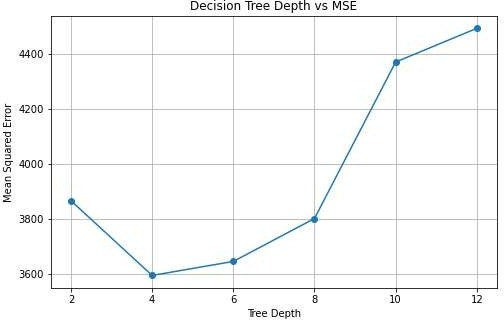 Decision Tree Depth vs MSE
Mean Squared Error
4400
4200
4000
3800
3600
2 4 6 8 10 12
Tree Depth